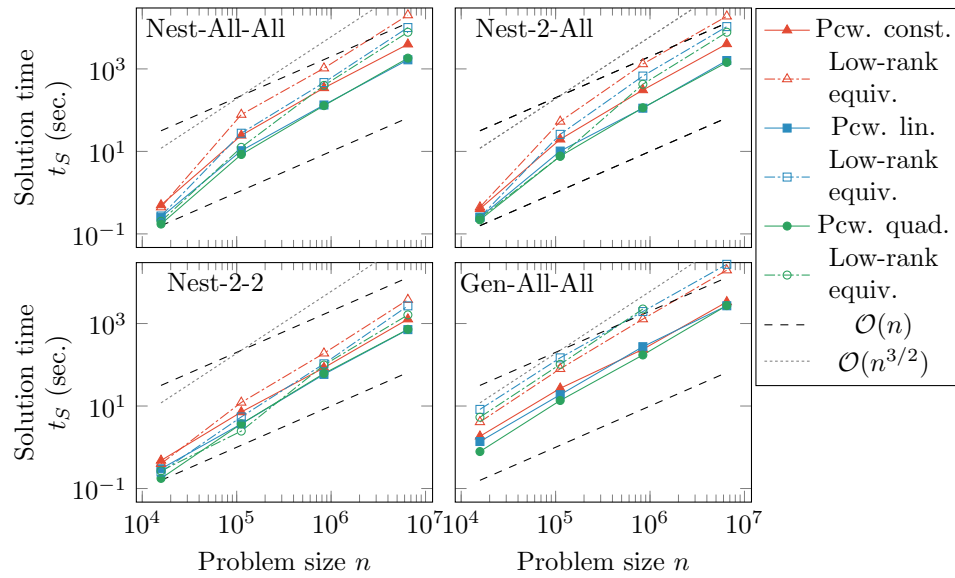 Nest-All-All
Nest-2-All
Nest-2-2
Gen-All-All
Solution time
t_S (sec.)
10^3
10^1
10^−1
Solution time
t_S (sec.)
10^3
10^1
10^−1
10^4 10^5 10^6 10^7
Problem size n
10^4 10^5 10^6 10^7
Problem size n
Pcw. const.
Low-rank
equiv.
Pcw. lin.
Low-rank
equiv.
Pcw. quad.
Low-rank
equiv.
O(n)
O(n^{3/2})